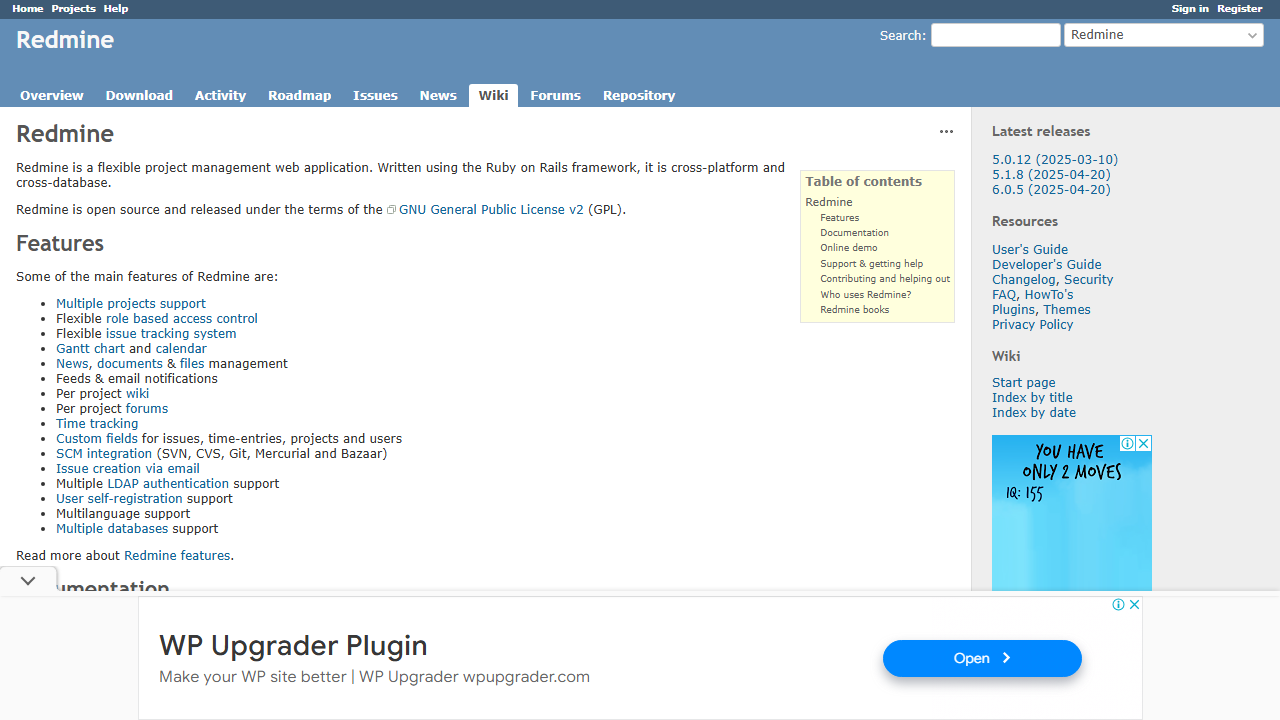 Home Projects Help
Sign in Register
Redmine
Search:
Redmine
Overview Download Activity Roadmap Issues News Wiki Forums Repository
Redmine
Redmine is a flexible project management web application. Written using the Ruby on Rails framework, it is cross-platform and
cross-database.
Redmine is open source and released under the terms of the GNU General Public License v2 (GPL).
Table of contents
Redmine
Features
Documentation
Online demo
Support & getting help
Contributing and helping out
Who uses Redmine?
Redmine books
Features
Some of the main features of Redmine are:
Multiple projects support
Flexible role based access control
Flexible issue tracking system
Gantt chart and calendar
News, documents & files management
Feeds & email notifications
Per project wiki
Per project forums
Time tracking
Custom fields for issues, time-entries, projects and users
SCM integration (SVN, CVS, Git, Mercurial and Bazaar)
Issue creation via email
Multiple LDAP authentication support
User self-registration support
Multilanguage support
Multiple databases support
Read more about Redmine features.
Latest releases
5.0.12 (2025-03-10)
5.1.8 (2025-04-20)
6.0.5 (2025-04-20)
Resources
User's Guide
Developer's Guide
Changelog, Security
FAQ, HowTo's
Plugins, Themes
Privacy Policy
Wiki
Start page
Index by title
Index by date
YOU HAVE
ONLY 2 MOVES
IQ: 155
WP Upgrader Plugin
Make your WP site better | WP Upgrader wpupgrader.com
Open